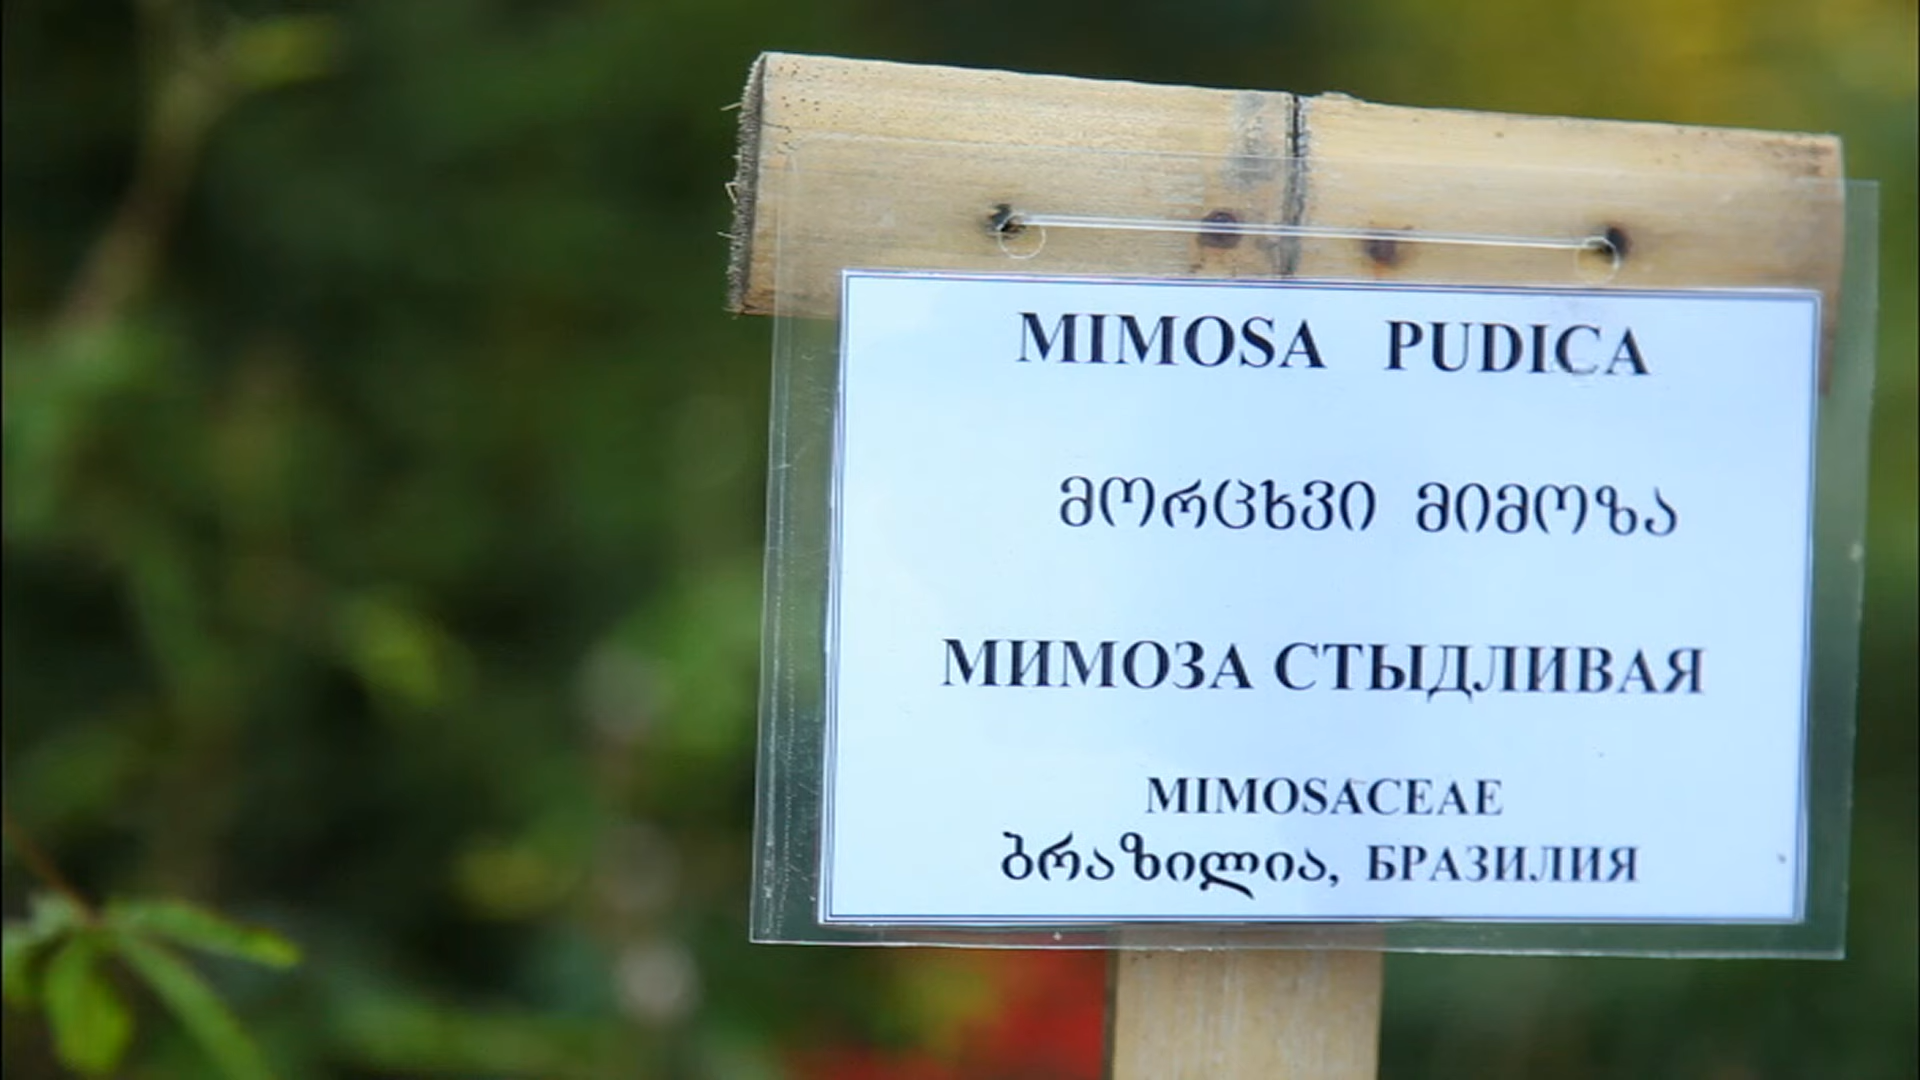 MIMOSA PUDICA
მორცხვი მიმოზა
МИМОЗА СТЫДЛИВАЯ
MIMOSACEAE
ბრაზილია, БРАЗИЛИЯ